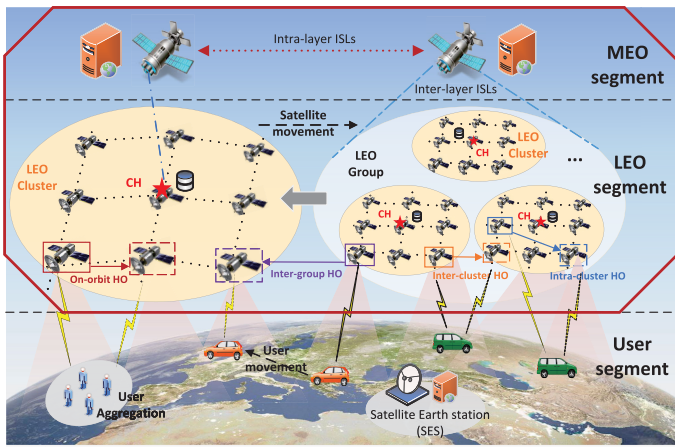 Intra-layer ISLs
MEO
segment
Inter-layer ISLs
Satellite
movement
LEO
Cluster
CH
LEO
Group
CH
LEO
Cluster
...
LEO
segment
CH
CH
On-orbit HO
Inter-group HO
Inter-cluster HO
Intra-cluster HO
User
movement
User
segment
User
Aggregation
Satellite Earth station
(SES)